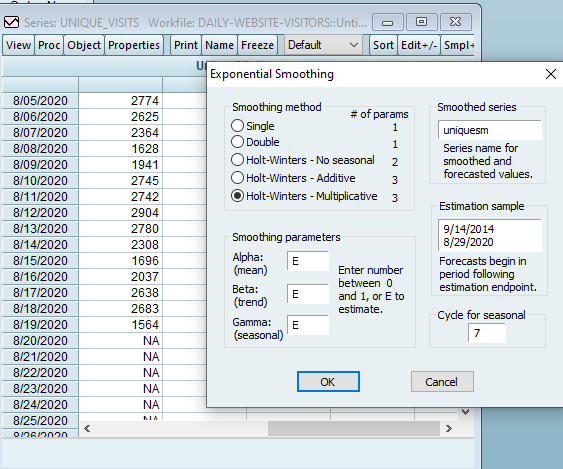 Series: UNIQUE_VISITS Workfile: DAILY-WEBSITE-VISITORS::Unti
View Proc Object Properties Print Name Freeze Default Sort Edit+/- Smpl+
Exponential Smoothing
8/05/2020 2774
8/06/2020 2625
8/07/2020 2364
8/08/2020 1628
8/09/2020 1941
8/10/2020 2745
8/11/2020 2742
8/12/2020 2904
8/13/2020 2780
8/14/2020 2308
8/15/2020 1696
8/16/2020 2037
8/17/2020 2638
8/18/2020 2683
8/19/2020 1564
8/20/2020 NA
8/21/2020 NA
8/22/2020 NA
8/23/2020 NA
8/24/2020 NA
8/25/2020 NA
8/26/2020
Smoothing method
# of params
Single 1
Double 1
Holt-Winters - No seasonal 2
Holt-Winters - Additive 3
Holt-Winters - Multiplicative 3
Smoothing parameters
Alpha:
(mean)
E
Beta:
(trend)
E
Gamma:
(seasonal)
E
Enter number
between 0
and 1, or E to
estimate.
Smoothed series
uniquesm
Series name for
smoothed and
forecasted values.
Estimation sample
9/14/2014
8/29/2020
Forecasts begin in
period following
estimation endpoint.
Cycle for seasonal
7
OK
Cancel